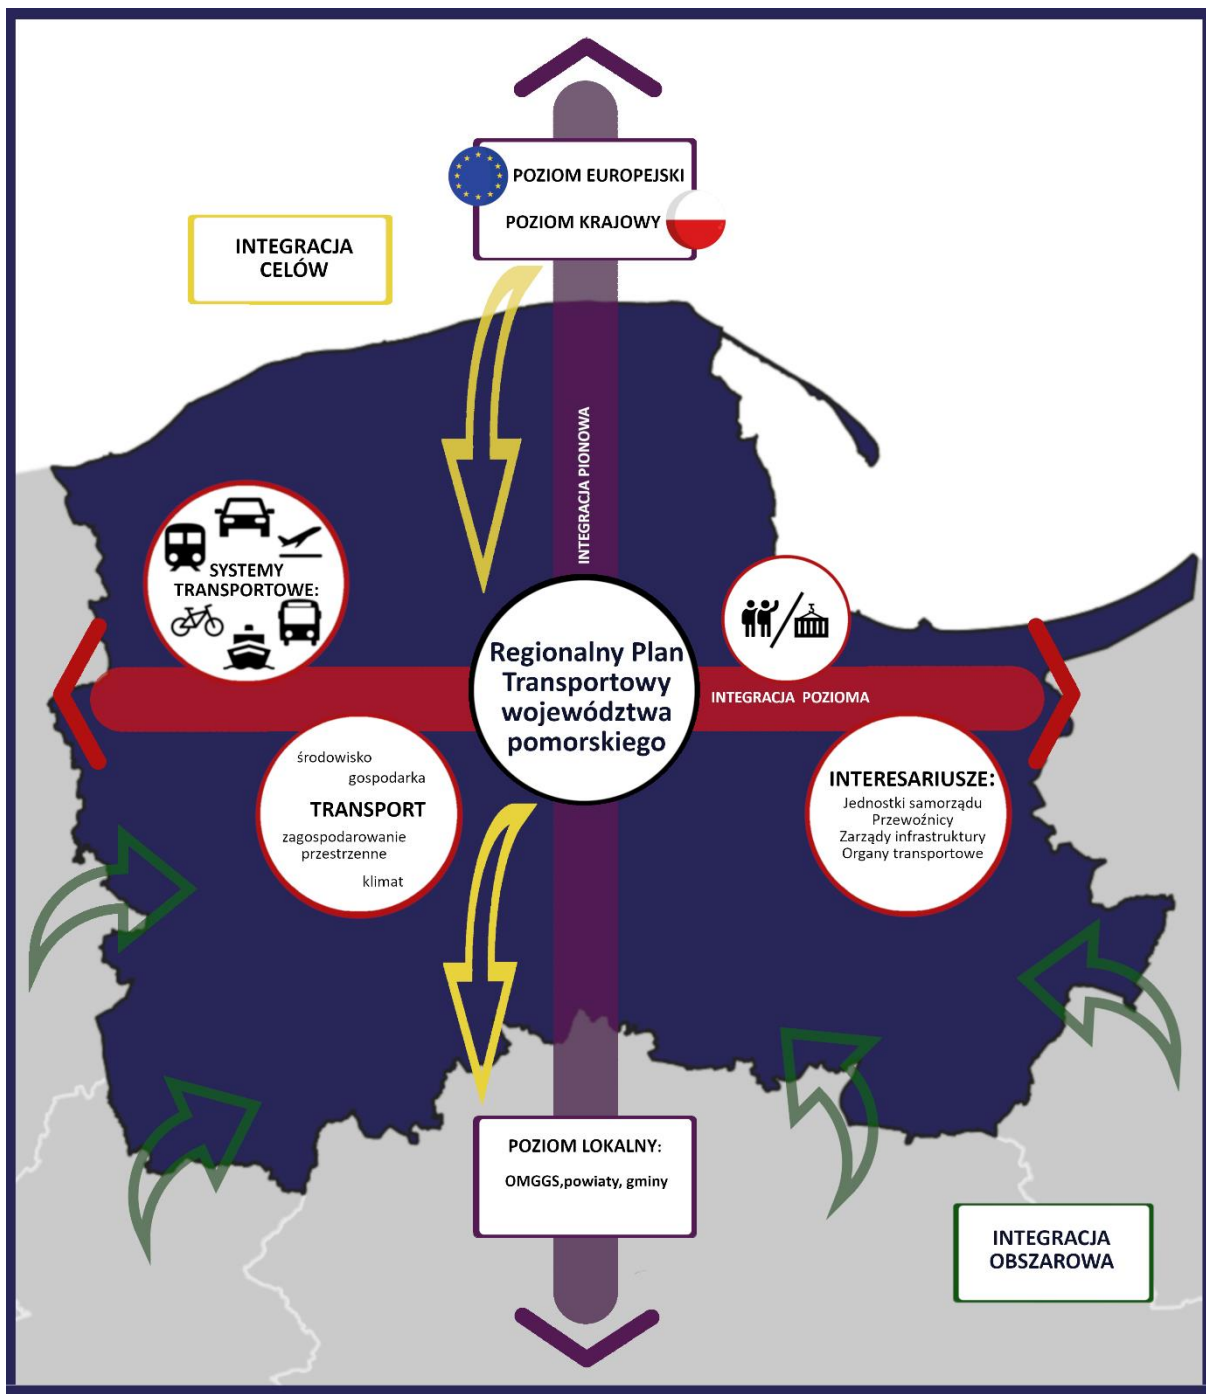 POZIOM EUROPEJSKI
POZIOM KRAJOWY
INTEGRACJA
CELÓW
INTEGRACJA PIONOWA
SYSTEMY
TRANSPORTOWE:
Regionalny Plan
Transportowy
województwa
pomorskiego
INTEGRACJA POZIOMA
środowisko
gospodarka
TRANSPORT
zagospodarowanie
przestrzenne
klimat
INTERESARIUSZE:
Jednostki samorządu
Przewoźnicy
Zarządy infrastruktury
Organy transportowe
POZIOM LOKALNY:
OMGGS,powiaty, gminy
INTEGRACJA
OBSZAROWA